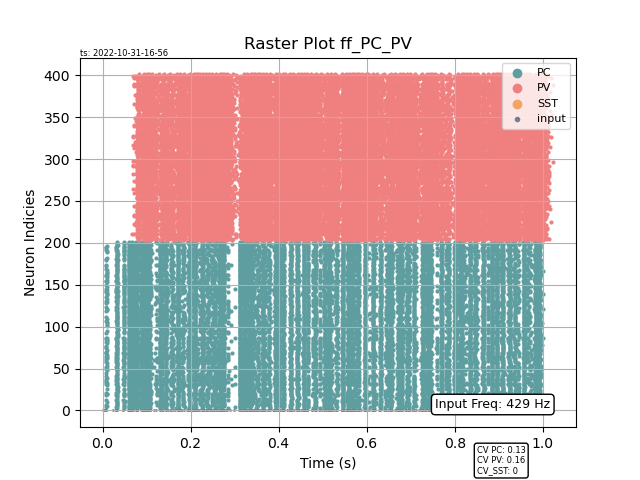 Raster Plot ff_PC_PV
ts: 2022-10-31-16-56
PC
PV
SST
input
400
350
300
250
200
150
100
50
0
Neuron Indicies
Input Freq: 429 Hz
0.0 0.2 0.4 0.6 0.8 1.0
Time (s)
CV PC: 0.13
CV PV: 0.16
CV_SST: 0